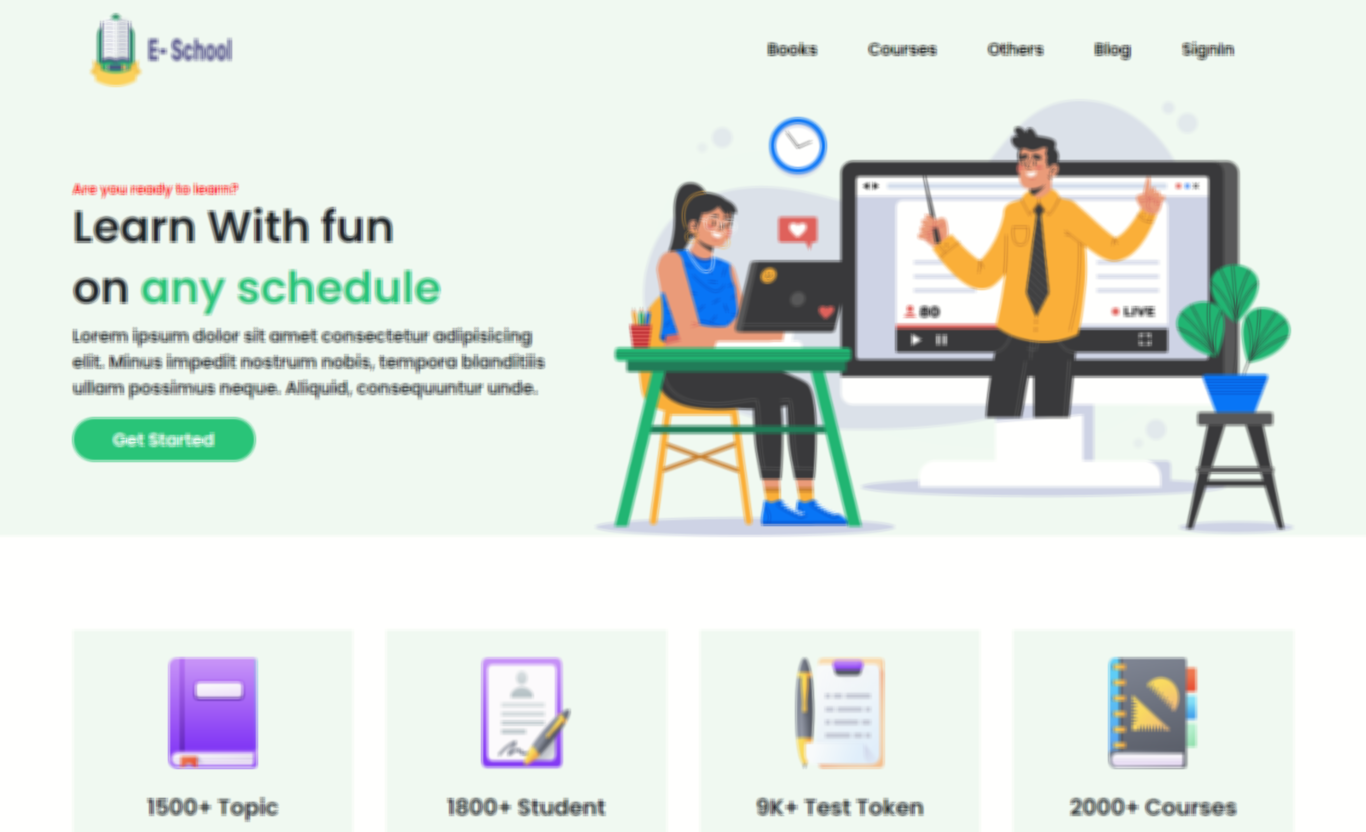 E- School
Books Courses Others Blog SignIn
Are you ready to learn?
Learn With fun
on any schedule
Lorem ipsum dolor sit amet consectetur adipisicing
elit. Minus impedit nostrum nobis, tempora blanditiis
ullam possimus neque. Aliquid, consequuntur unde.
Get Started
80
LIVE
1500+ Topic
1800+ Student
9K+ Test Token
2000+ Courses